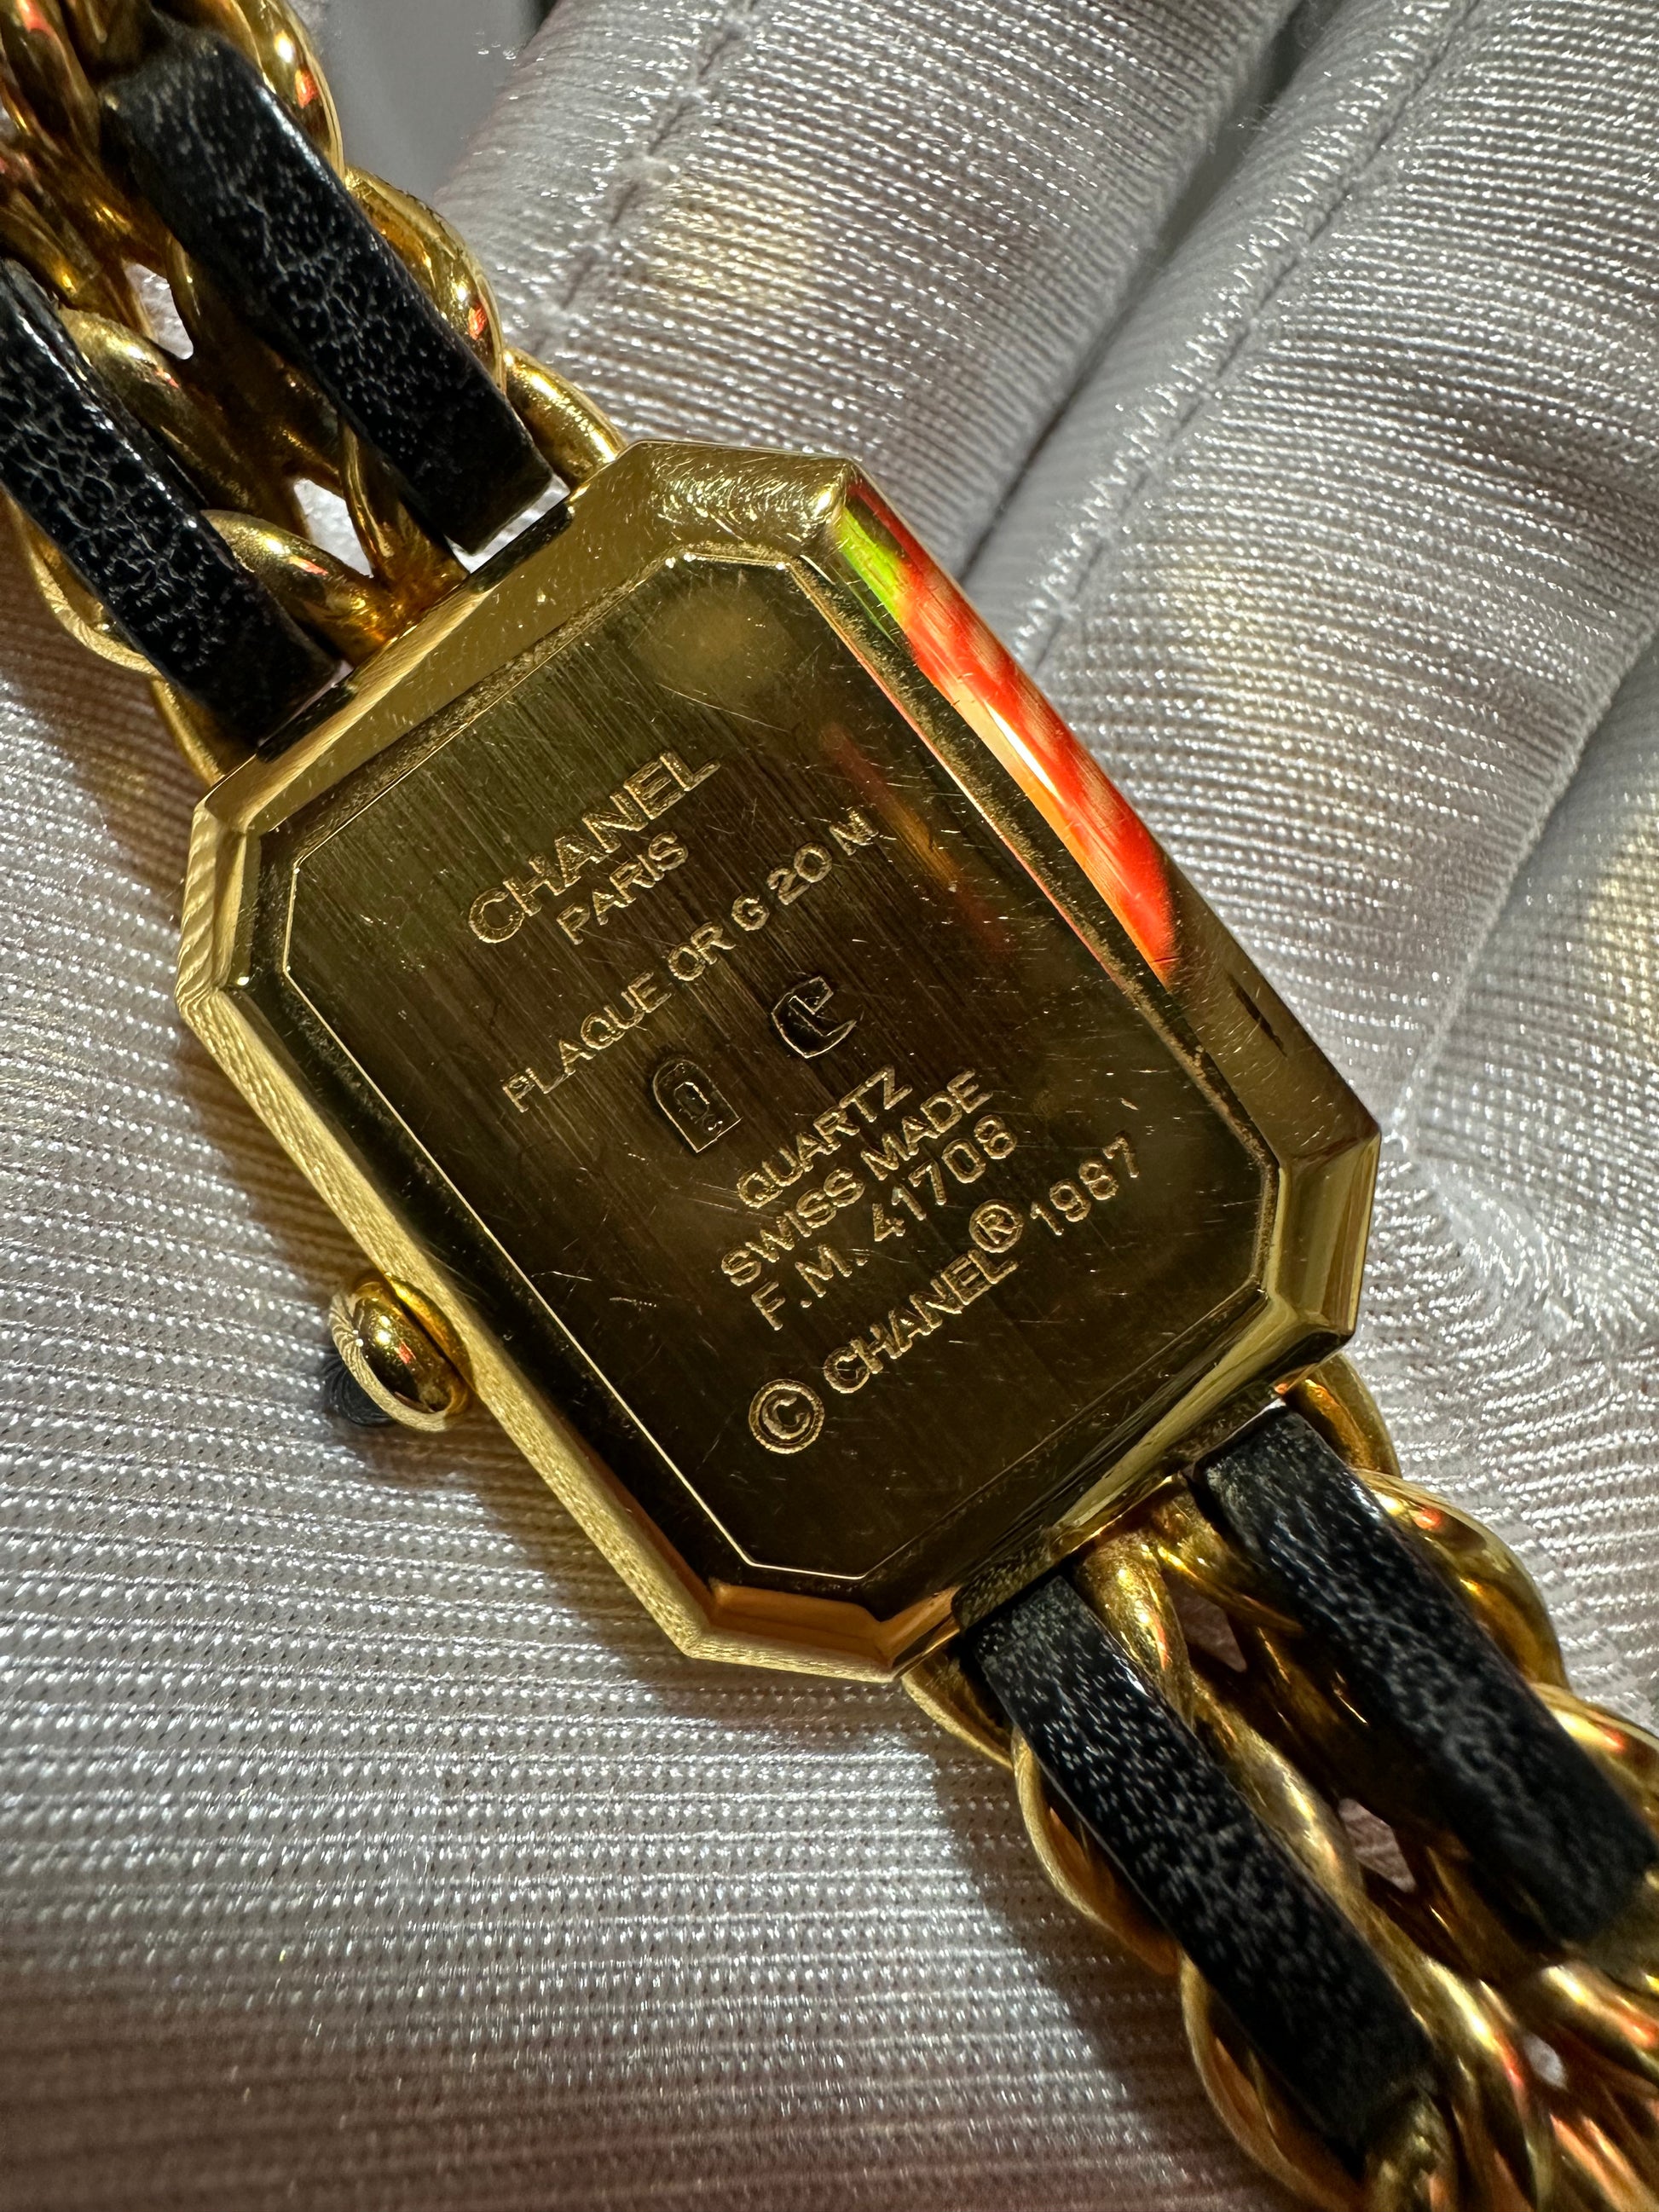 CHANEL
PARIS
PLAQUE OR G 20 M
QUARTZ
SWISS MADE
F.M. 41708
© CHANEL® 1987